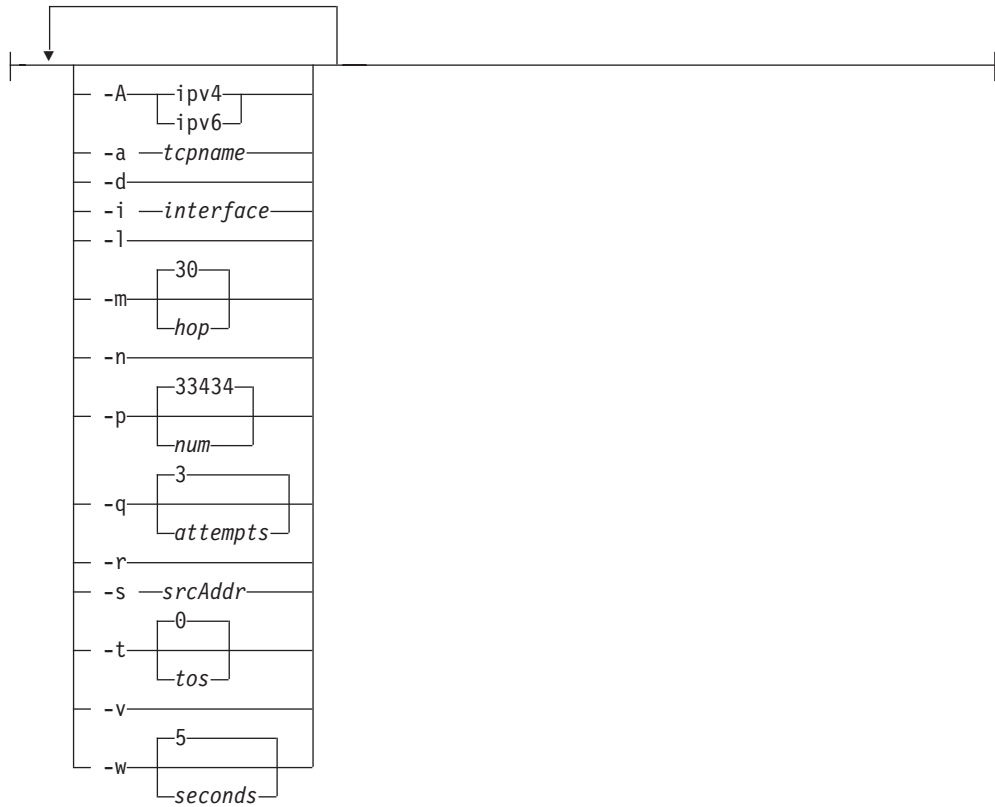 -A ipv4
ipv6
-a tcpname
-d
-i interface
-l
30
-m
hop
-n
33434
-p
num
3
-q
attempts
-r
-s srcAddr
0
-t
tos
-v
5
-w
seconds